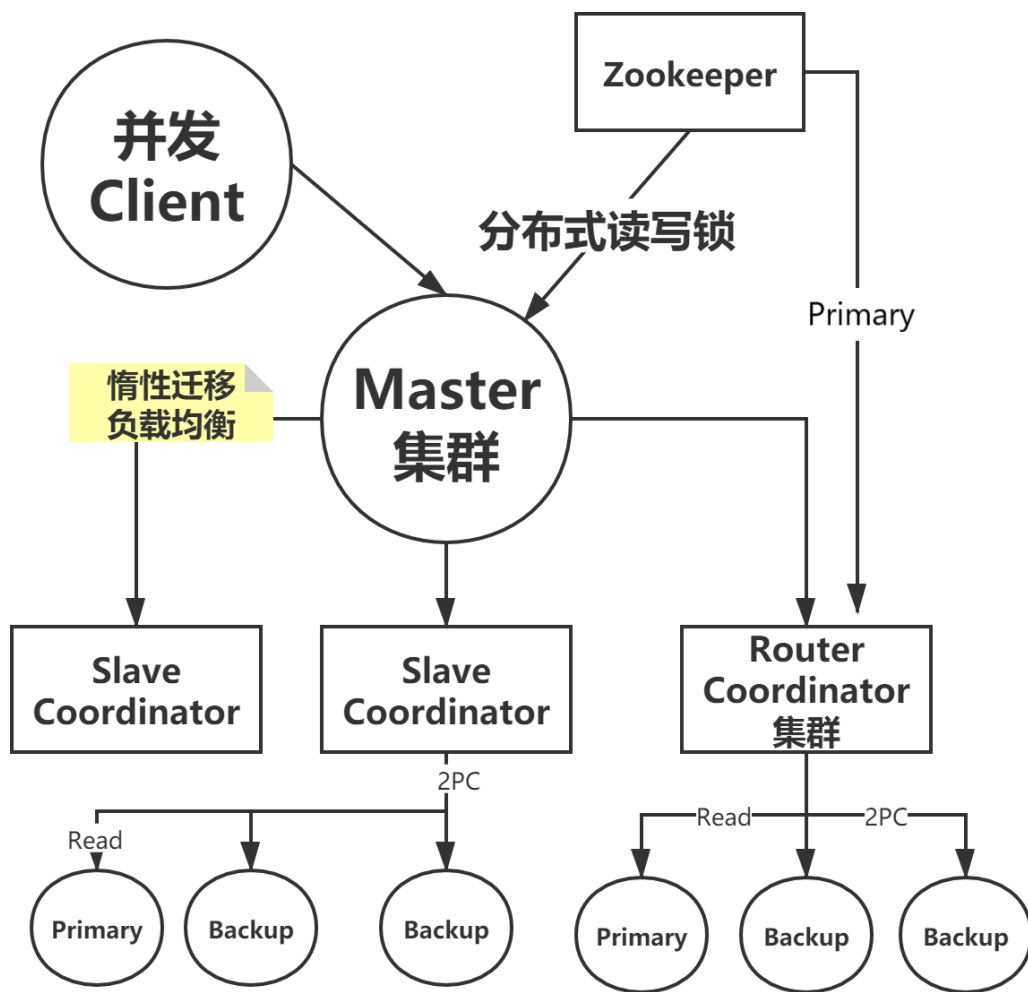 并发
Client
Zookeeper
分布式读写锁
Primary
惰性迁移
负载均衡
Master
集群
Slave
Coordinator
Slave
Coordinator
Router
Coordinator
集群
2PC
Read
Read
2PC
Primary
Backup
Backup
Primary
Backup
Backup